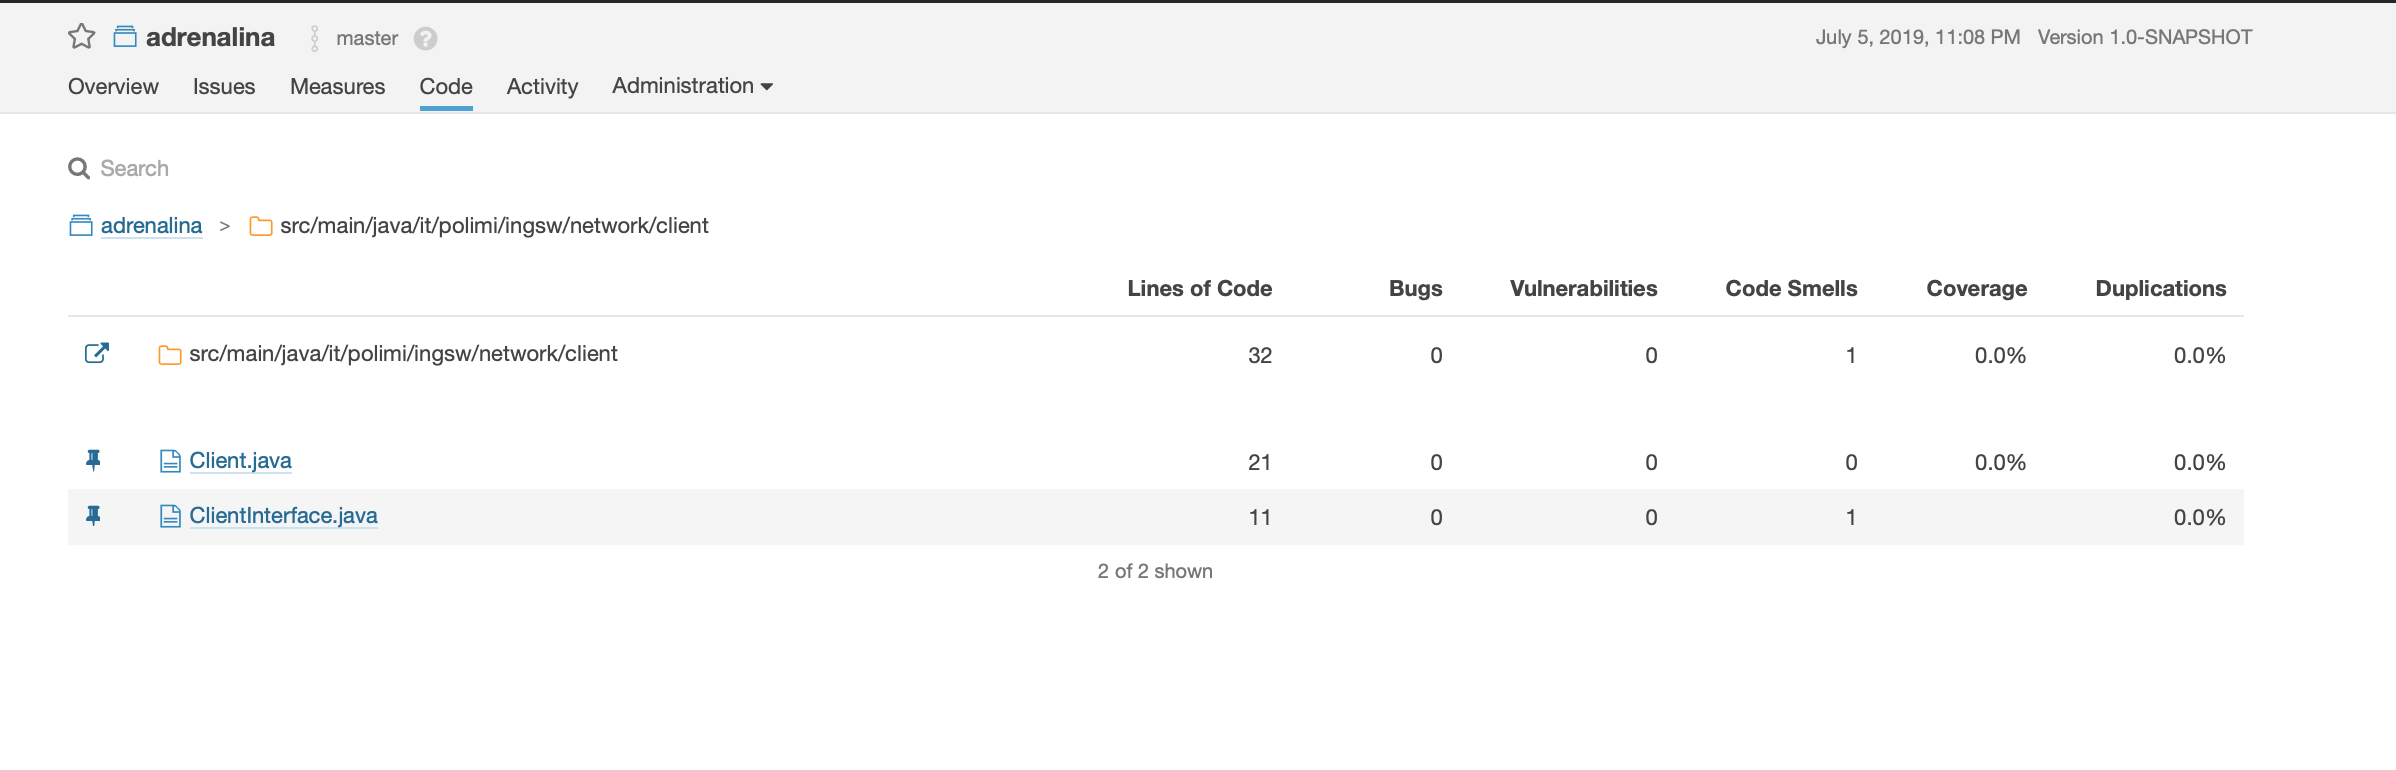 adrenalina master ? July 5, 2019, 11:08 PM Version 1.0-SNAPSHOT
Overview Issues Measures Code Activity Administration
Search
adrenalina > src/main/java/it/polimi/ingsw/network/client
Lines of Code Bugs Vulnerabilities Code Smells Coverage Duplications
src/main/java/it/polimi/ingsw/network/client 32 0 0 1 0.0% 0.0%
Client.java 21 0 0 0 0.0% 0.0%
ClientInterface.java 11 0 0 1 0.0%
2 of 2 shown